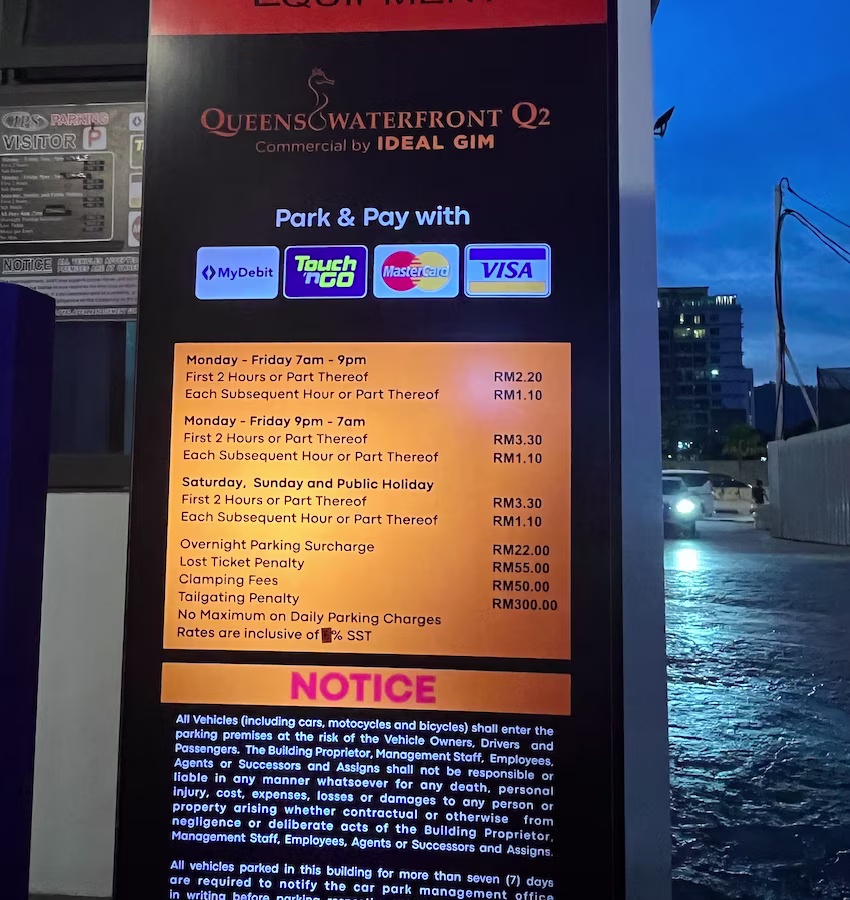 EQUIPMENT
QUEENS WATERFRONT Q2
Commercial by IDEAL GIM
Park & Pay with
MyDebit
Touch 'n GO
MasterCard
VISA
Monday - Friday 7am - 9pm
First 2 Hours or Part Thereof RM2.20
Each Subsequent Hour or Part Thereof RM1.10
Monday - Friday 9pm - 7am
First 2 Hours or Part Thereof RM3.30
Each Subsequent Hour or Part Thereof RM1.10
Saturday, Sunday and Public Holiday
First 2 Hours or Part Thereof RM3.30
Each Subsequent Hour or Part Thereof RM1.10
Overnight Parking Surcharge RM22.00
Lost Ticket Penalty RM55.00
Clamping Fees RM50.00
Tailgating Penalty RM300.00
No Maximum on Daily Parking Charges
Rates are inclusive of % SST
NOTICE
All Vehicles (including cars, motocycles and bicycles) shall enter the
parking premises at the risk of the Vehicle Owners, Drivers and
Passengers. The Building Proprietor, Management Staff, Employees,
Agents or Successors and Assigns shall not be responsible or
liable in any manner whatsoever for any death, personal
injury, cost, expenses, losses or damages to any person or
property arising whether contractual or otherwise from
negligence or deliberate acts of the Building Proprietor,
Management Staff, Employees, Agents or Successors and Assigns.
All vehicles parked in this building for more than seven (7) days
are required to notify the car park management office
in writing before parking
PARKING
VISITOR P
NOTICE
ALL VEHICLES ACCEPTED